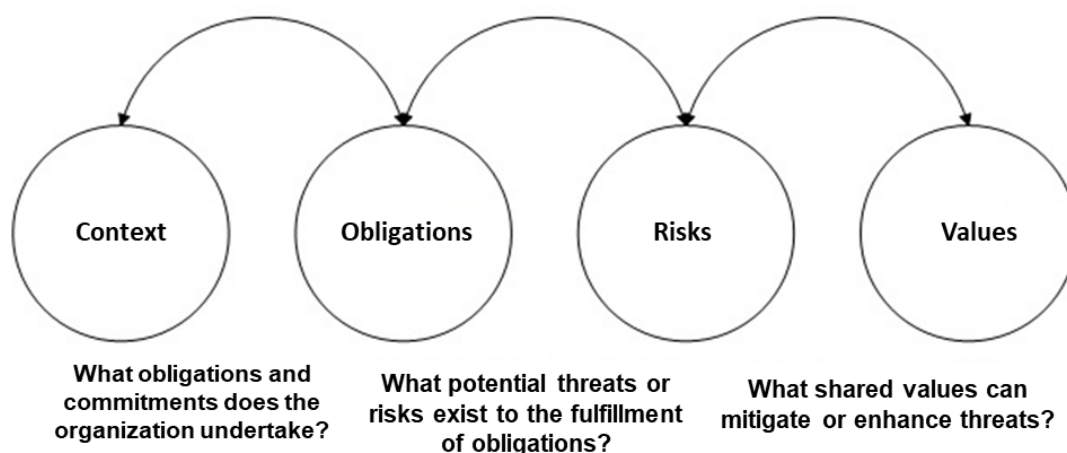 Context
Obligations
Risks
Values
What obligations and
commitments does the
organization undertake?
What potential threats or
risks exist to the fulfillment
of obligations?
What shared values can
mitigate or enhance threats?